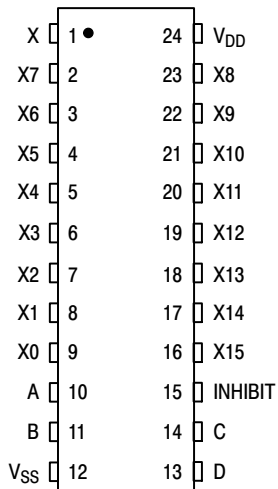 X 1 24 VDD
X7 2 23 X8
X6 3 22 X9
X5 4 21 X10
X4 5 20 X11
X3 6 19 X12
X2 7 18 X13
X1 8 17 X14
X0 9 16 X15
A 10 15 INHIBIT
B 11 14 C
VSS 12 13 D